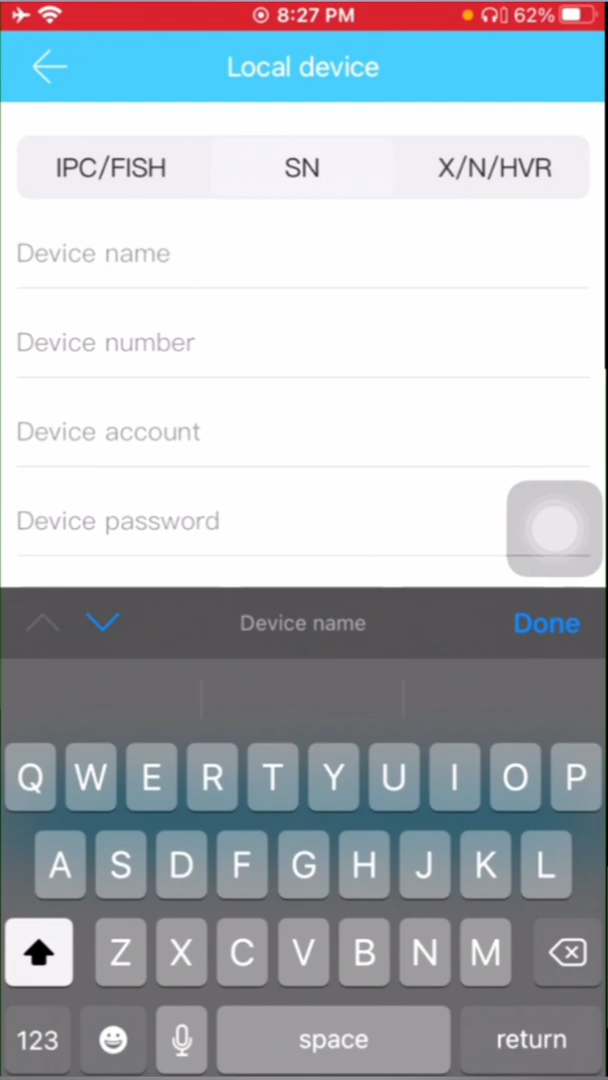 8:27 PM 62%
Local device
IPC/FISH SN X/N/HVR
Device name
Device number
Device account
Device password
Device name Done
Q W E R T Y U I O P
A S D F G H J K L
Z X C V B N M
123 space return